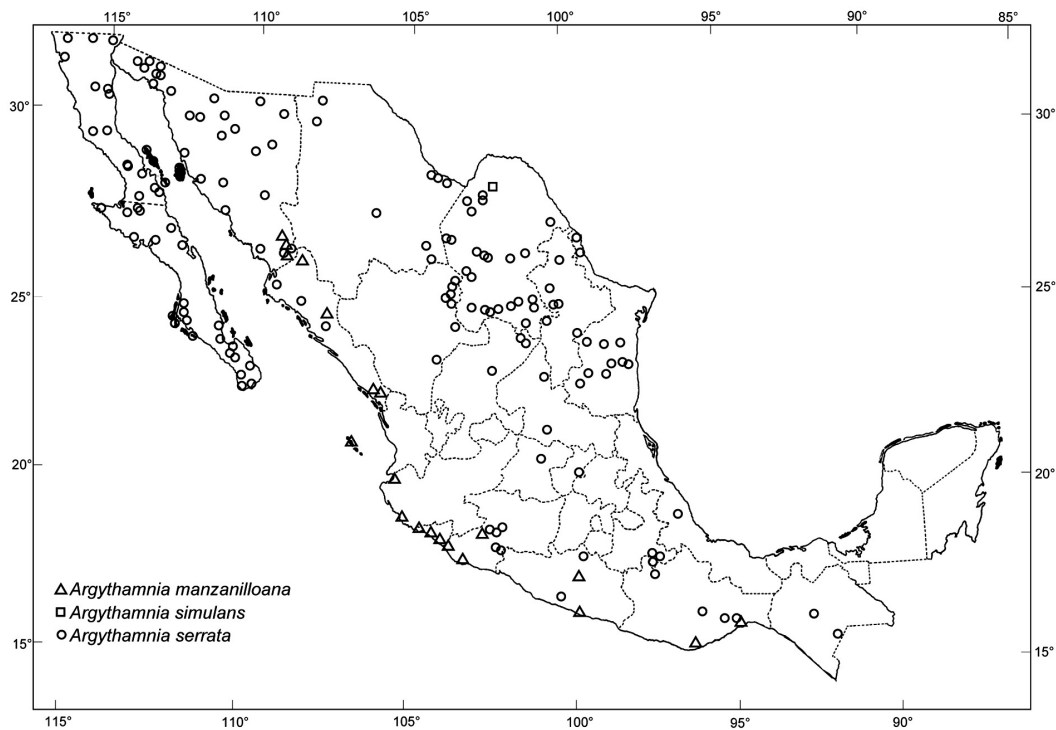 115° 110° 105° 100° 95° 90° 85°
30° 30°
25° 25°
20° 20°
Argythamnia manzanilloana
Argythamnia simulans
Argythamnia serrata
15° 15°
115° 110° 105° 100° 95° 90°